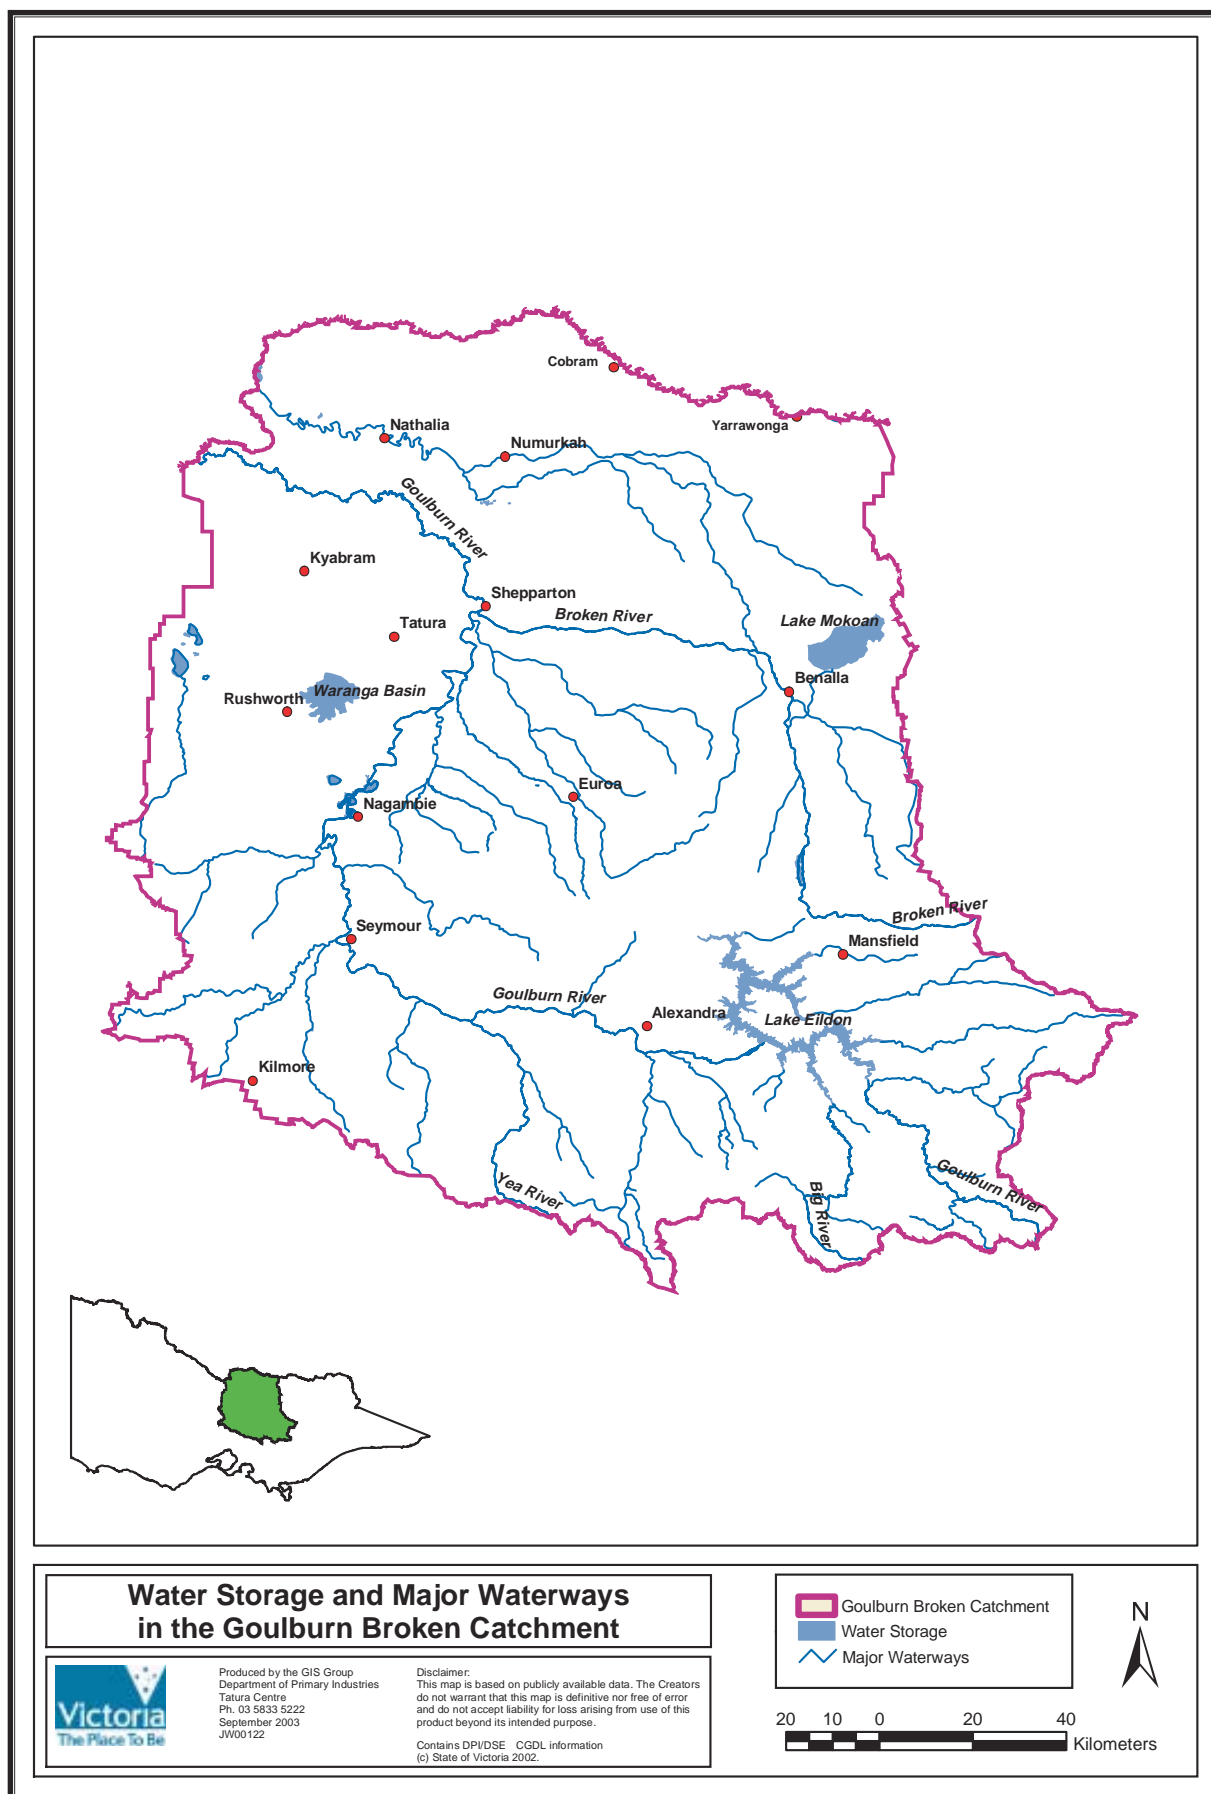 Cobram
Yarrawonga
Nathalia
Numurkah
Goulburn River
Kyabram
Shepparton
Broken River
Tatura
Lake Mokoan
Benalla
Waranga Basin
Rushworth
Euroa
Nagambie
Broken River
Seymour
Mansfield
Goulburn River
Alexandra
Lake Eildon
Kilmore
Yea River
Big River
Goulburn River
Water Storage and Major Waterways
in the Goulburn Broken Catchment
Victoria
The Place To Be
Produced by the GIS Group
Department of Primary Industries
Tatura Centre
Ph. 03 5833 5222
September 2003
JW00122
Disclaimer:
This map is based on publicly available data. The Creators
do not warrant that this map is definitive nor free of error
and do not accept liability for loss arising from use of this
product beyond its intended purpose.
Contains DPI/DSE CGDL information
(c) State of Victoria 2002.
Goulburn Broken Catchment
Water Storage
Major Waterways
N
20 10 0 20 40
Kilometers